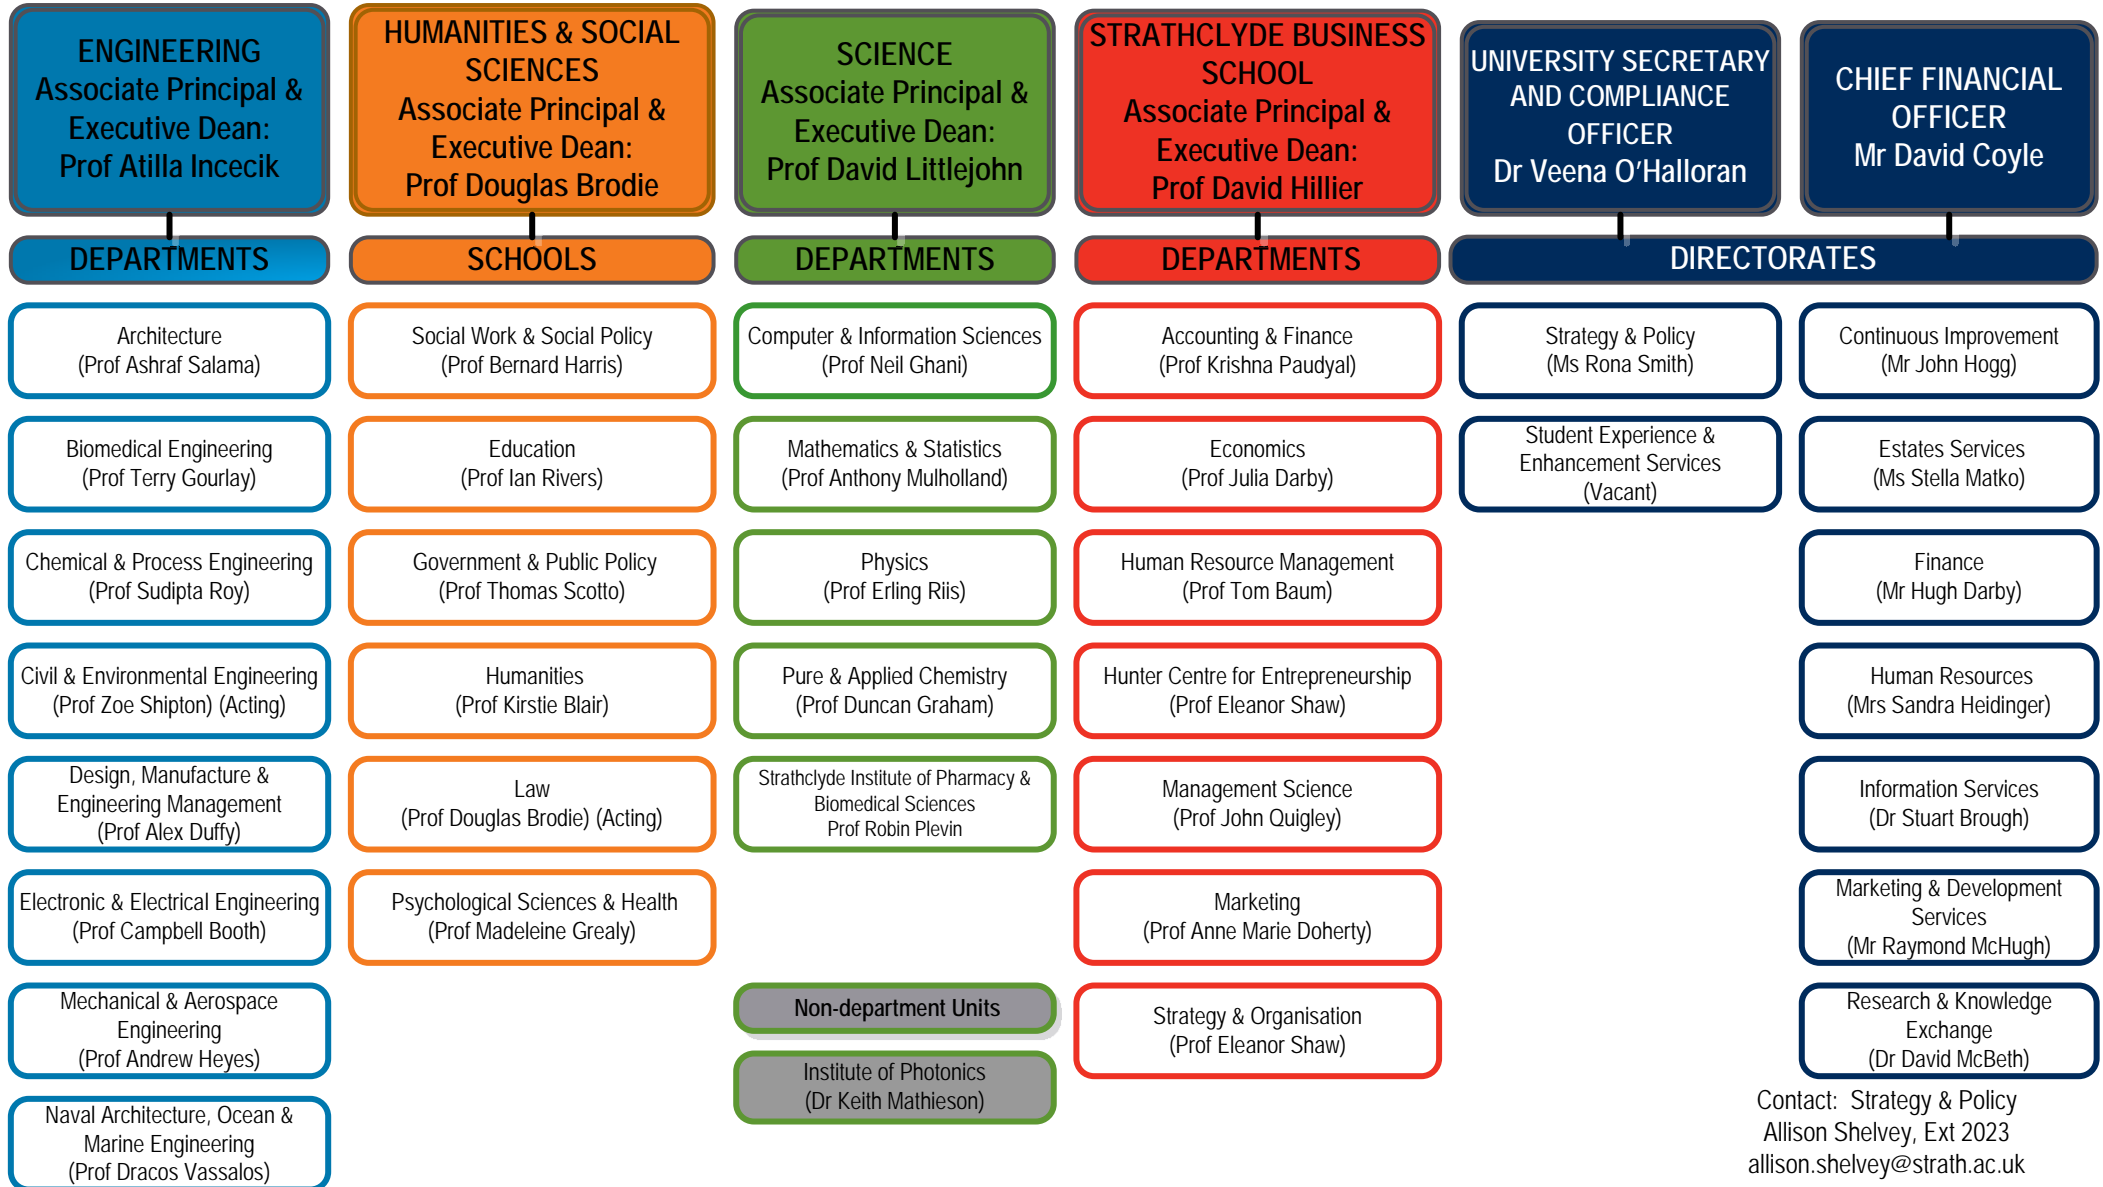 ENGINEERING
Associate Principal &
Executive Dean:
Prof Atilla Incecik
DEPARTMENTS
Architecture
(Prof Ashraf Salama)
Biomedical Engineering
(Prof Terry Gourlay)
Chemical & Process Engineering
(Prof Sudipta Roy)
Civil & Environmental Engineering
(Prof Zoe Shipton) (Acting)
Design, Manufacture &
Engineering Management
(Prof Alex Duffy)
Electronic & Electrical Engineering
(Prof Campbell Booth)
Mechanical & Aerospace
Engineering
(Prof Andrew Heyes)
Naval Architecture, Ocean &
Marine Engineering
(Prof Dracos Vassalos)
HUMANITIES & SOCIAL
SCIENCES
Associate Principal &
Executive Dean:
Prof Douglas Brodie
SCHOOLS
Social Work & Social Policy
(Prof Bernard Harris)
Education
(Prof Ian Rivers)
Government & Public Policy
(Prof Thomas Scotto)
Humanities
(Prof Kirstie Blair)
Law
(Prof Douglas Brodie) (Acting)
Psychological Sciences & Health
(Prof Madeleine Grealy)
SCIENCE
Associate Principal &
Executive Dean:
Prof David Littlejohn
DEPARTMENTS
Computer & Information Sciences
(Prof Neil Ghani)
Mathematics & Statistics
(Prof Anthony Mulholland)
Physics
(Prof Erling Riis)
Pure & Applied Chemistry
(Prof Duncan Graham)
Strathclyde Institute of Pharmacy &
Biomedical Sciences
Prof Robin Plevin
Non-department Units
Institute of Photonics
(Dr Keith Mathieson)
STRATHCLYDE BUSINESS
SCHOOL
Associate Principal &
Executive Dean:
Prof David Hillier
DEPARTMENTS
Accounting & Finance
(Prof Krishna Paudyal)
Economics
(Prof Julia Darby)
Human Resource Management
(Prof Tom Baum)
Hunter Centre for Entrepreneurship
(Prof Eleanor Shaw)
Management Science
(Prof John Quigley)
Marketing
(Prof Anne Marie Doherty)
Strategy & Organisation
(Prof Eleanor Shaw)
UNIVERSITY SECRETARY
AND COMPLIANCE
OFFICER
Dr Veena O'Halloran
CHIEF FINANCIAL
OFFICER
Mr David Coyle
DIRECTORATES
Strategy & Policy
(Ms Rona Smith)
Student Experience &
Enhancement Services
(Vacant)
Continuous Improvement
(Mr John Hogg)
Estates Services
(Ms Stella Matko)
Finance
(Mr Hugh Darby)
Human Resources
(Mrs Sandra Heidinger)
Information Services
(Dr Stuart Brough)
Marketing & Development
Services
(Mr Raymond McHugh)
Research & Knowledge
Exchange
(Dr David McBeth)
Contact: Strategy & Policy
Allison Shelvey, Ext 2023
allison.shelvey@strath.ac.uk